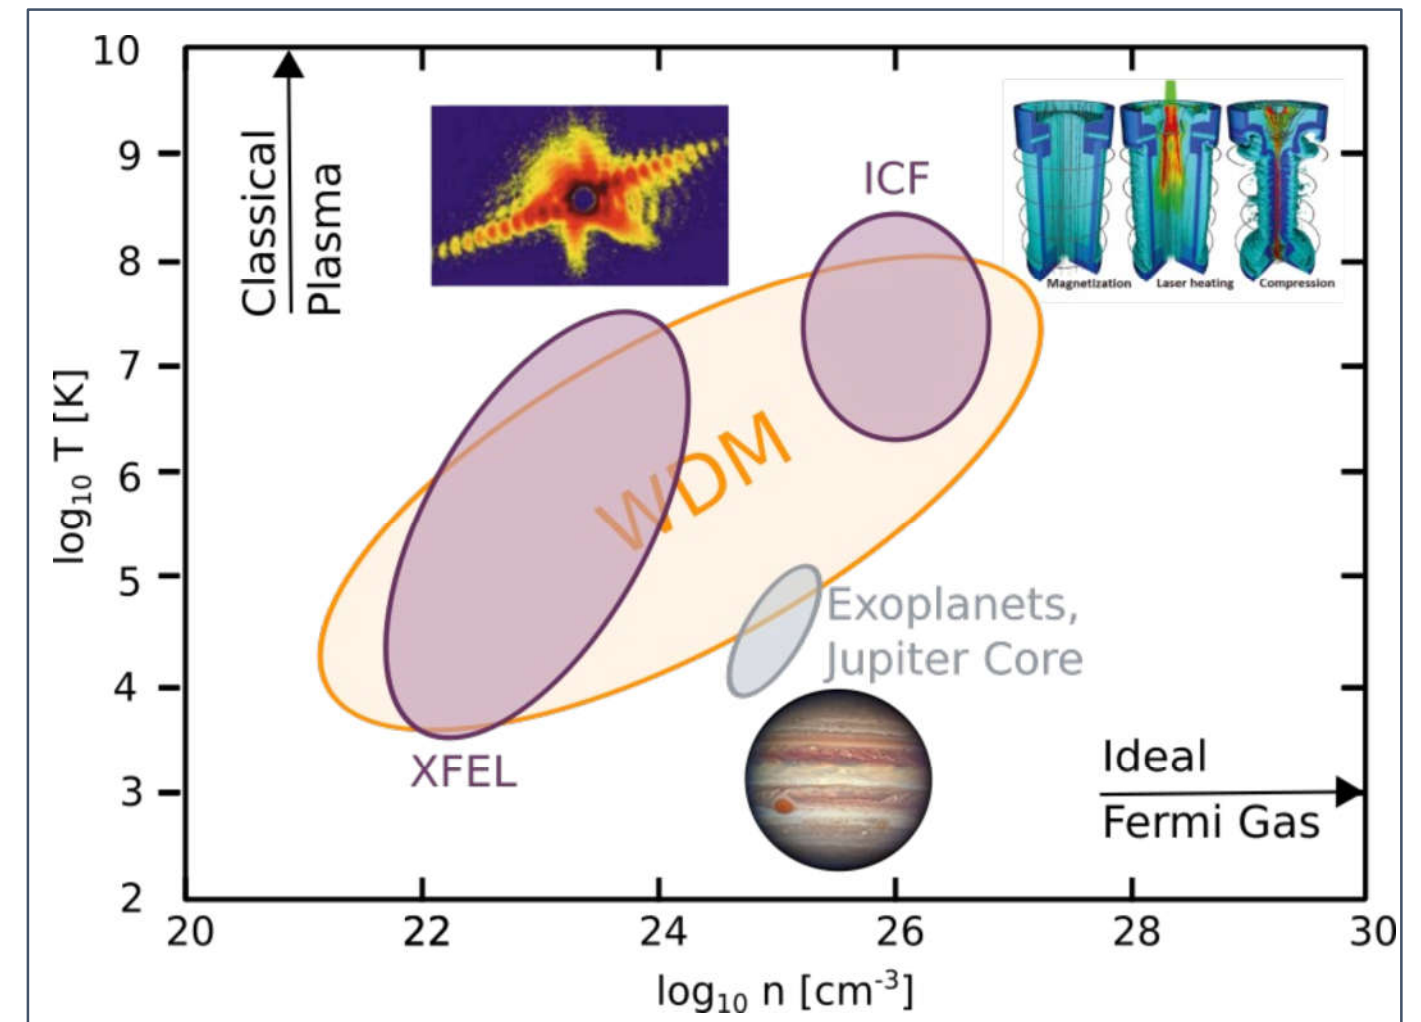 10
9
8
7
6
5
4
3
2
log₁₀ T [K]
Classical
Plasma
ICF
Magnetization
Laser heating
Compression
WDM
Exoplanets,
Jupiter Core
XFEL
Ideal
Fermi Gas
20
22
24
26
28
30
log₁₀ n [cm⁻³]